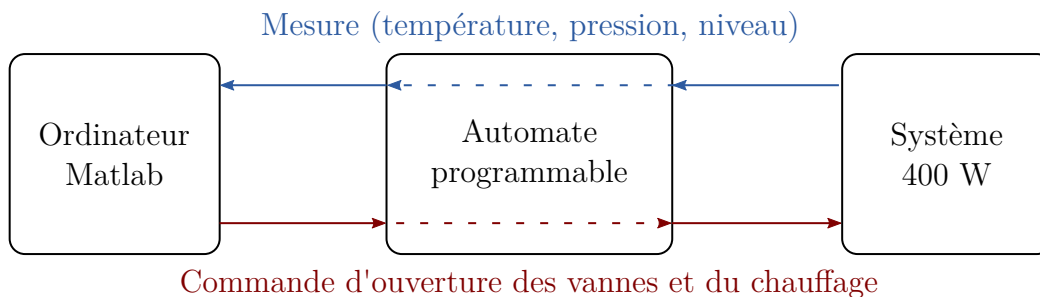 Mesure (température, pression, niveau)
Ordinateur
Matlab
Automate
programmable
Système
400 W
Commande d'ouverture des vannes et du chauffage